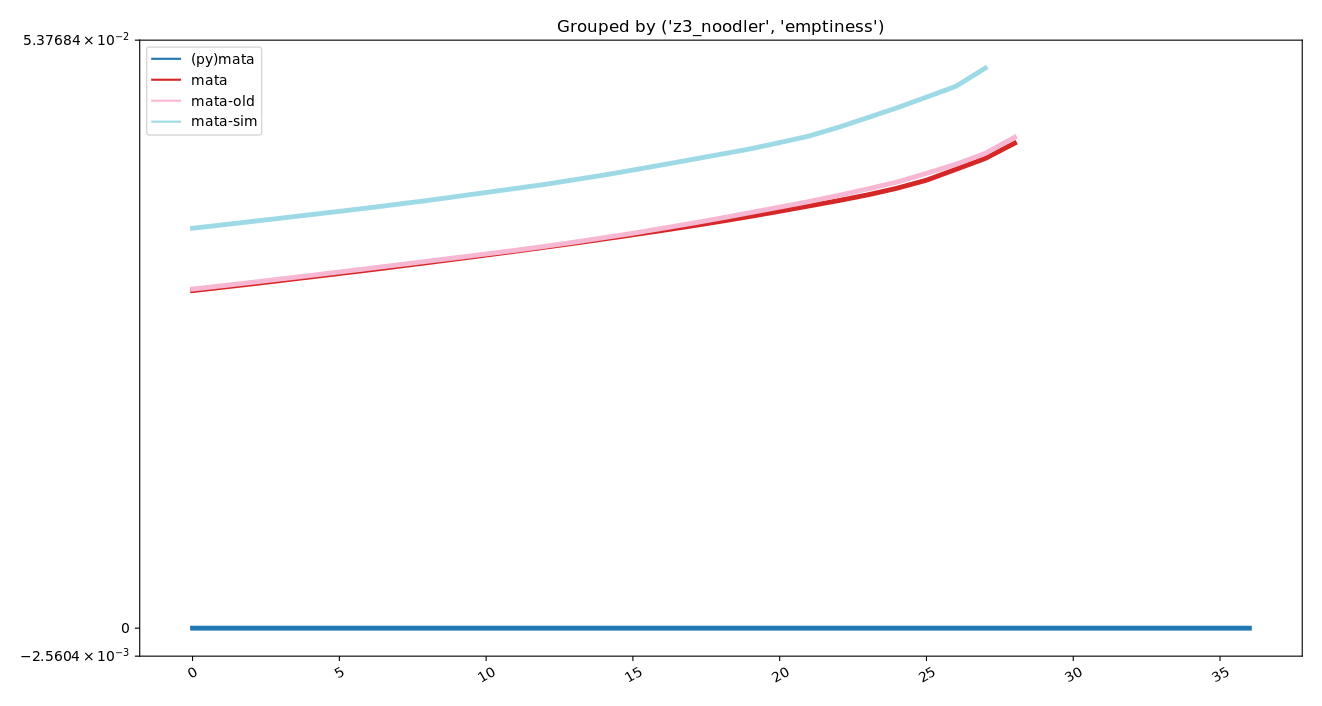 Grouped by ('z3_noodler', 'emptiness')
5.37684 × 10⁻²
(py)mata
mata
mata-old
mata-sim
0
−2.5604 × 10⁻³
0 5 10 15 20 25 30 35